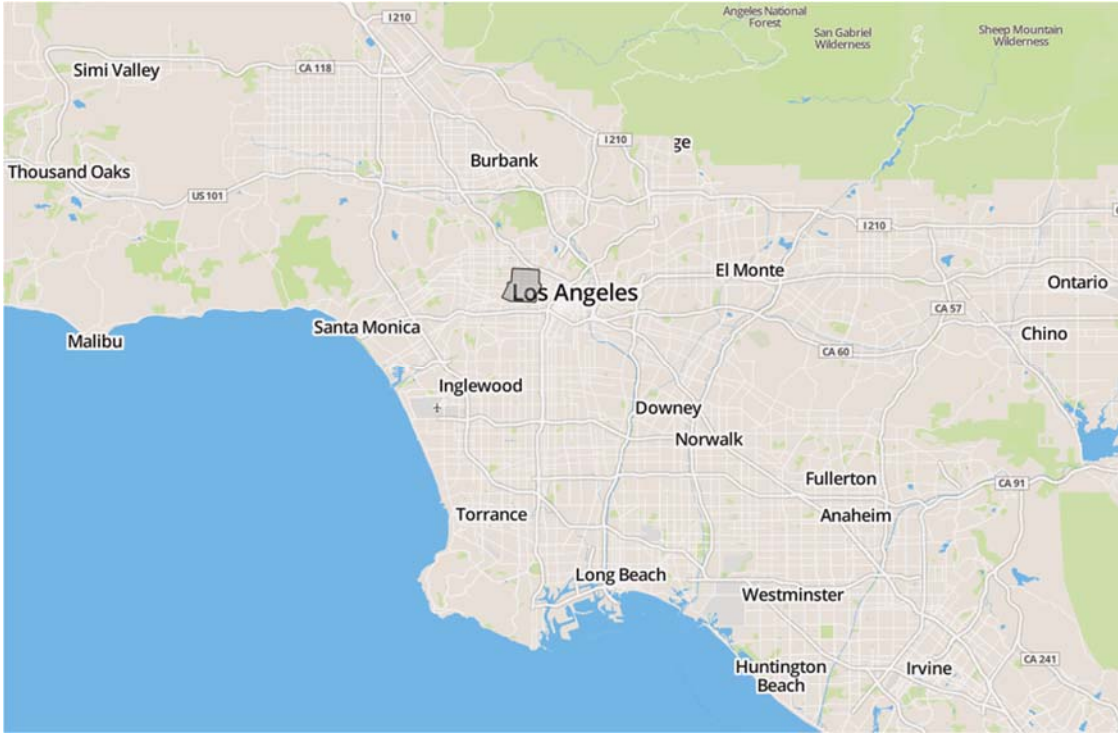 I 210
Angeles National
Forest
San Gabriel
Wilderness
Sheep Mountain
Wilderness
Simi Valley
CA 118
I 210
ge
Burbank
Thousand Oaks
US 101
I 210
El Monte
Los Angeles
Ontario
CA 57
Santa Monica
Chino
Malibu
CA 60
Inglewood
Downey
Norwalk
Fullerton
CA 91
Torrance
Anaheim
Long Beach
Westminster
Huntington
Beach
Irvine
CA 241